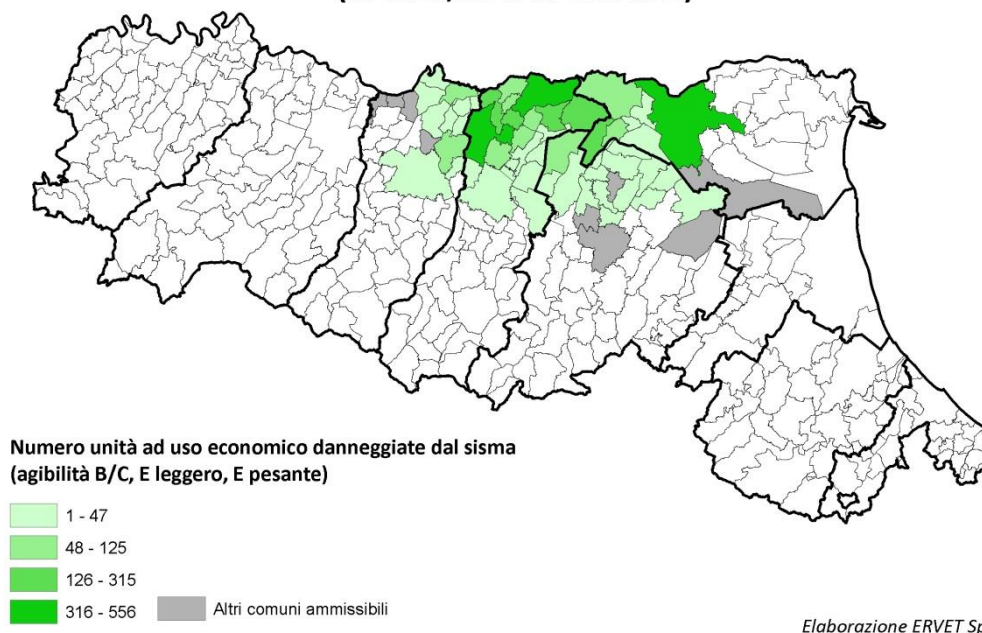 Numero unità ad uso economico danneggiate dal sisma
(agibilità B/C, E leggero, E pesante)
1 - 47
48 - 125
126 - 315
316 - 556
Altri comuni ammissibili
Elaborazione ERVET Sp